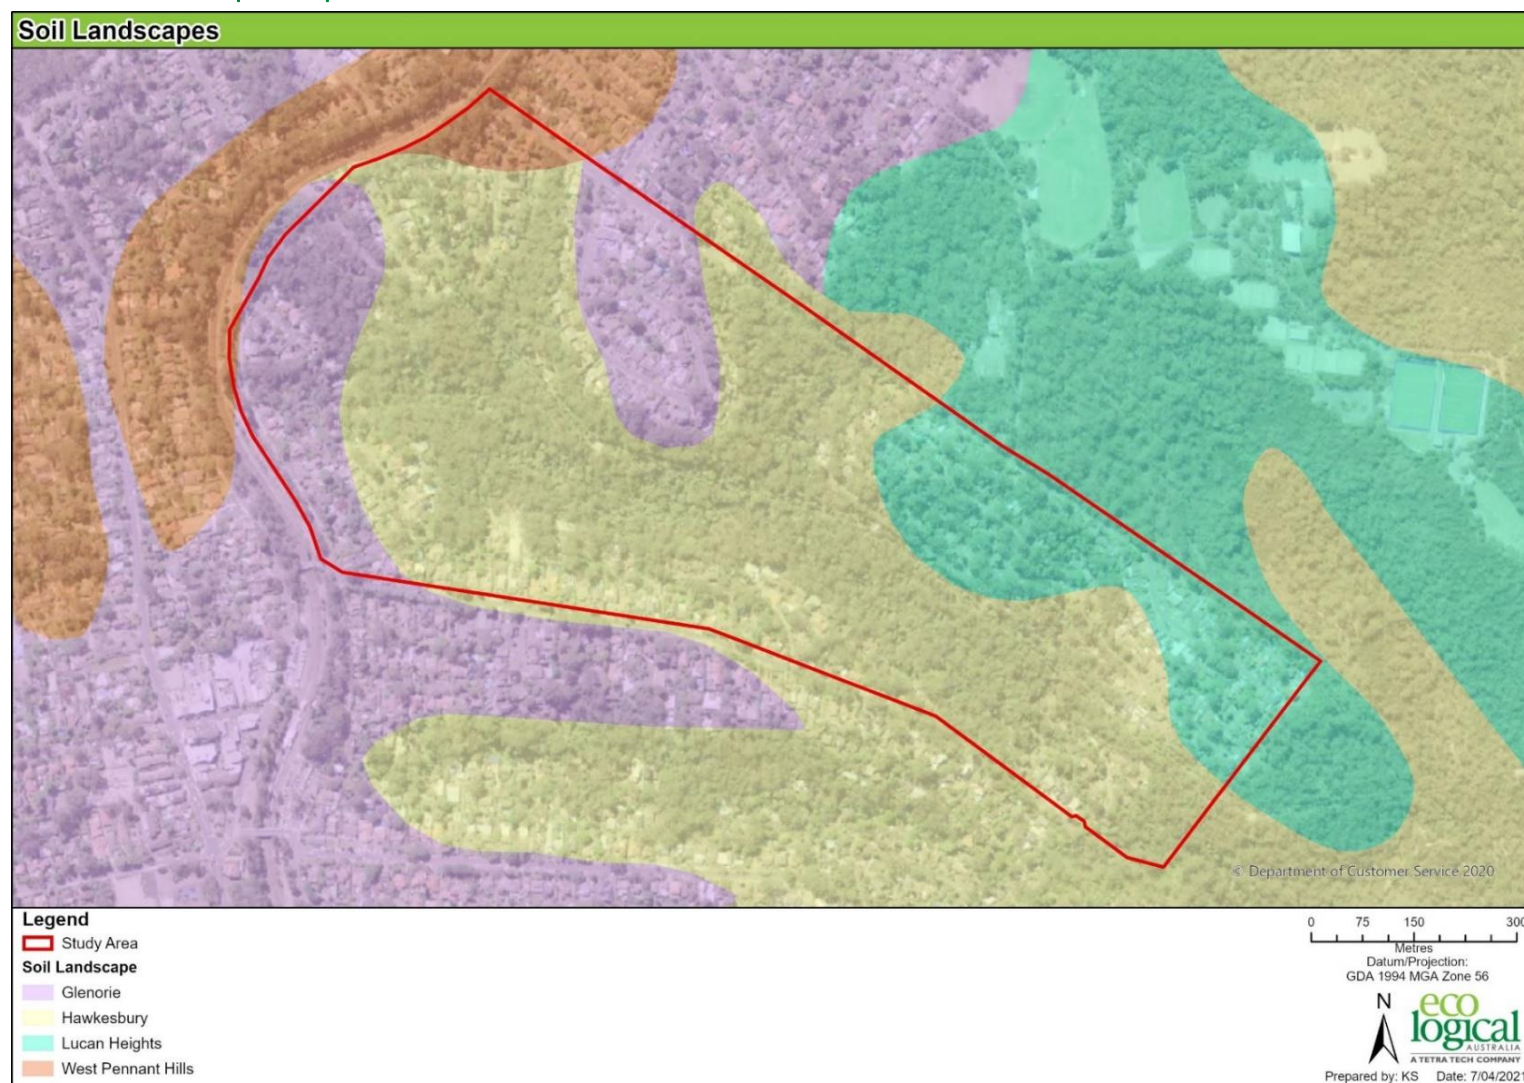 Soil Landscapes
© Department of Customer Service 2020
Legend
Study Area
Soil Landscape
Glenorie
Hawkesbury
Lucan Heights
West Pennant Hills
0 75 150 300
Metres
Datum/Projection:
GDA 1994 MGA Zone 56
N
eco
logical
AUSTRALIA
A TETRA TECH COMPANY
Prepared by: KS Date: 7/04/2021